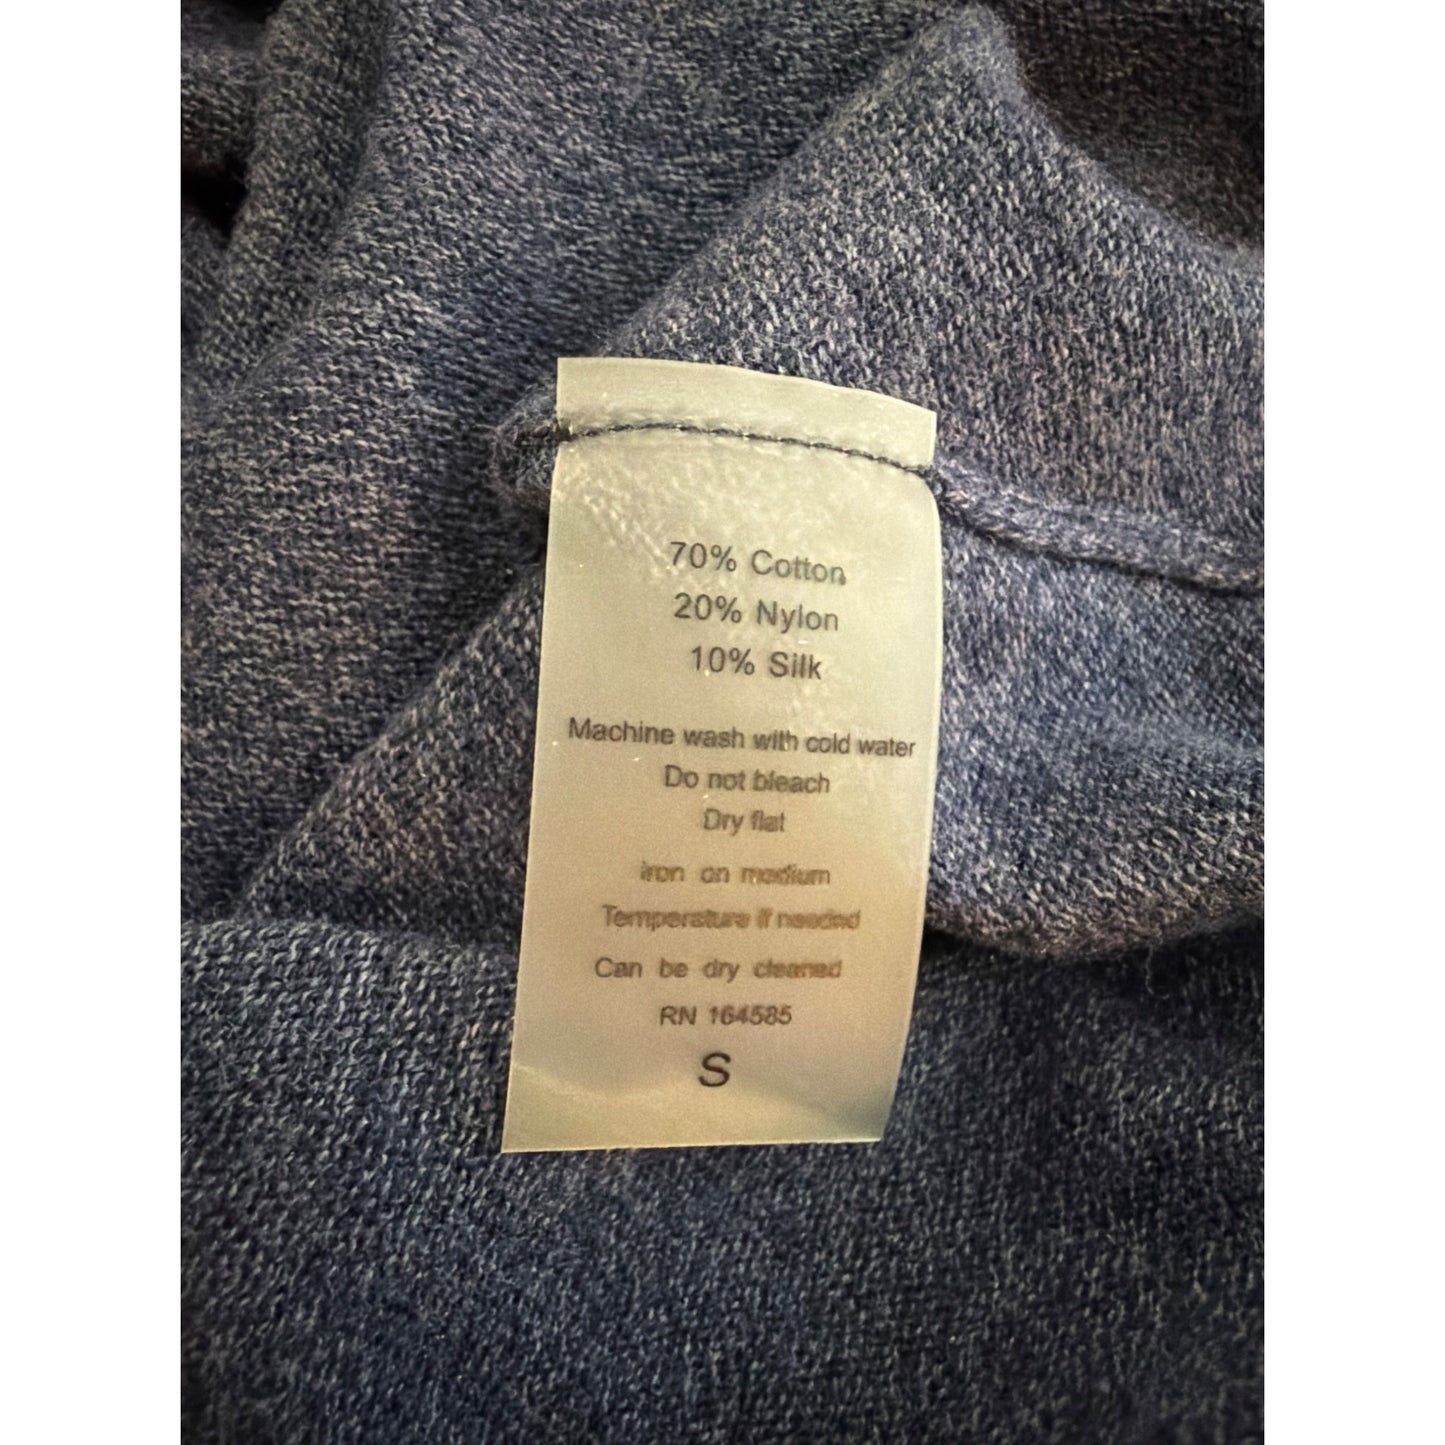 70% Cotton
20% Nylon
10% Silk
Machine wash with cold water
Do not bleach
Dry flat
Iron on medium
Temperature if needed
Can be dry cleaned
RN 164585
S